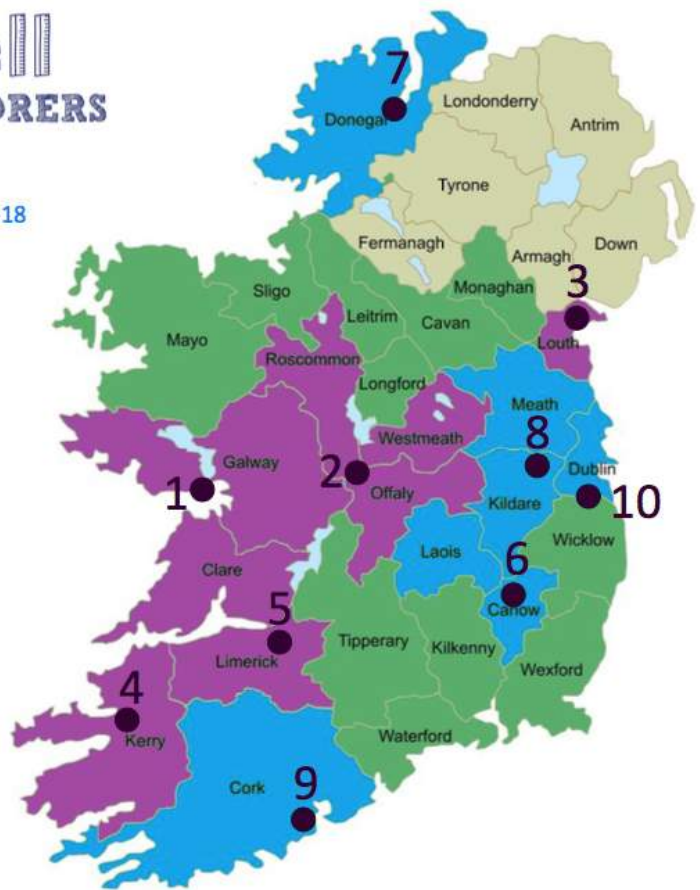 ll
ORERS
18
7
Londonderry
Antrim
Donegal
Tyrone
Fermanagh
Armagh
Down
3
Monaghan
Sligo
Leitrim
Cavan
Mayo
Louth
Roscommon
Longford
Meath
Westmeath
8
Galway
2
Dublin
1
Offaly
Kildare
10
Laois
Wicklow
6
Clare
Carlow
5
Tipperary
Kilkenny
Limerick
Wexford
4
Kerry
Waterford
Cork
9